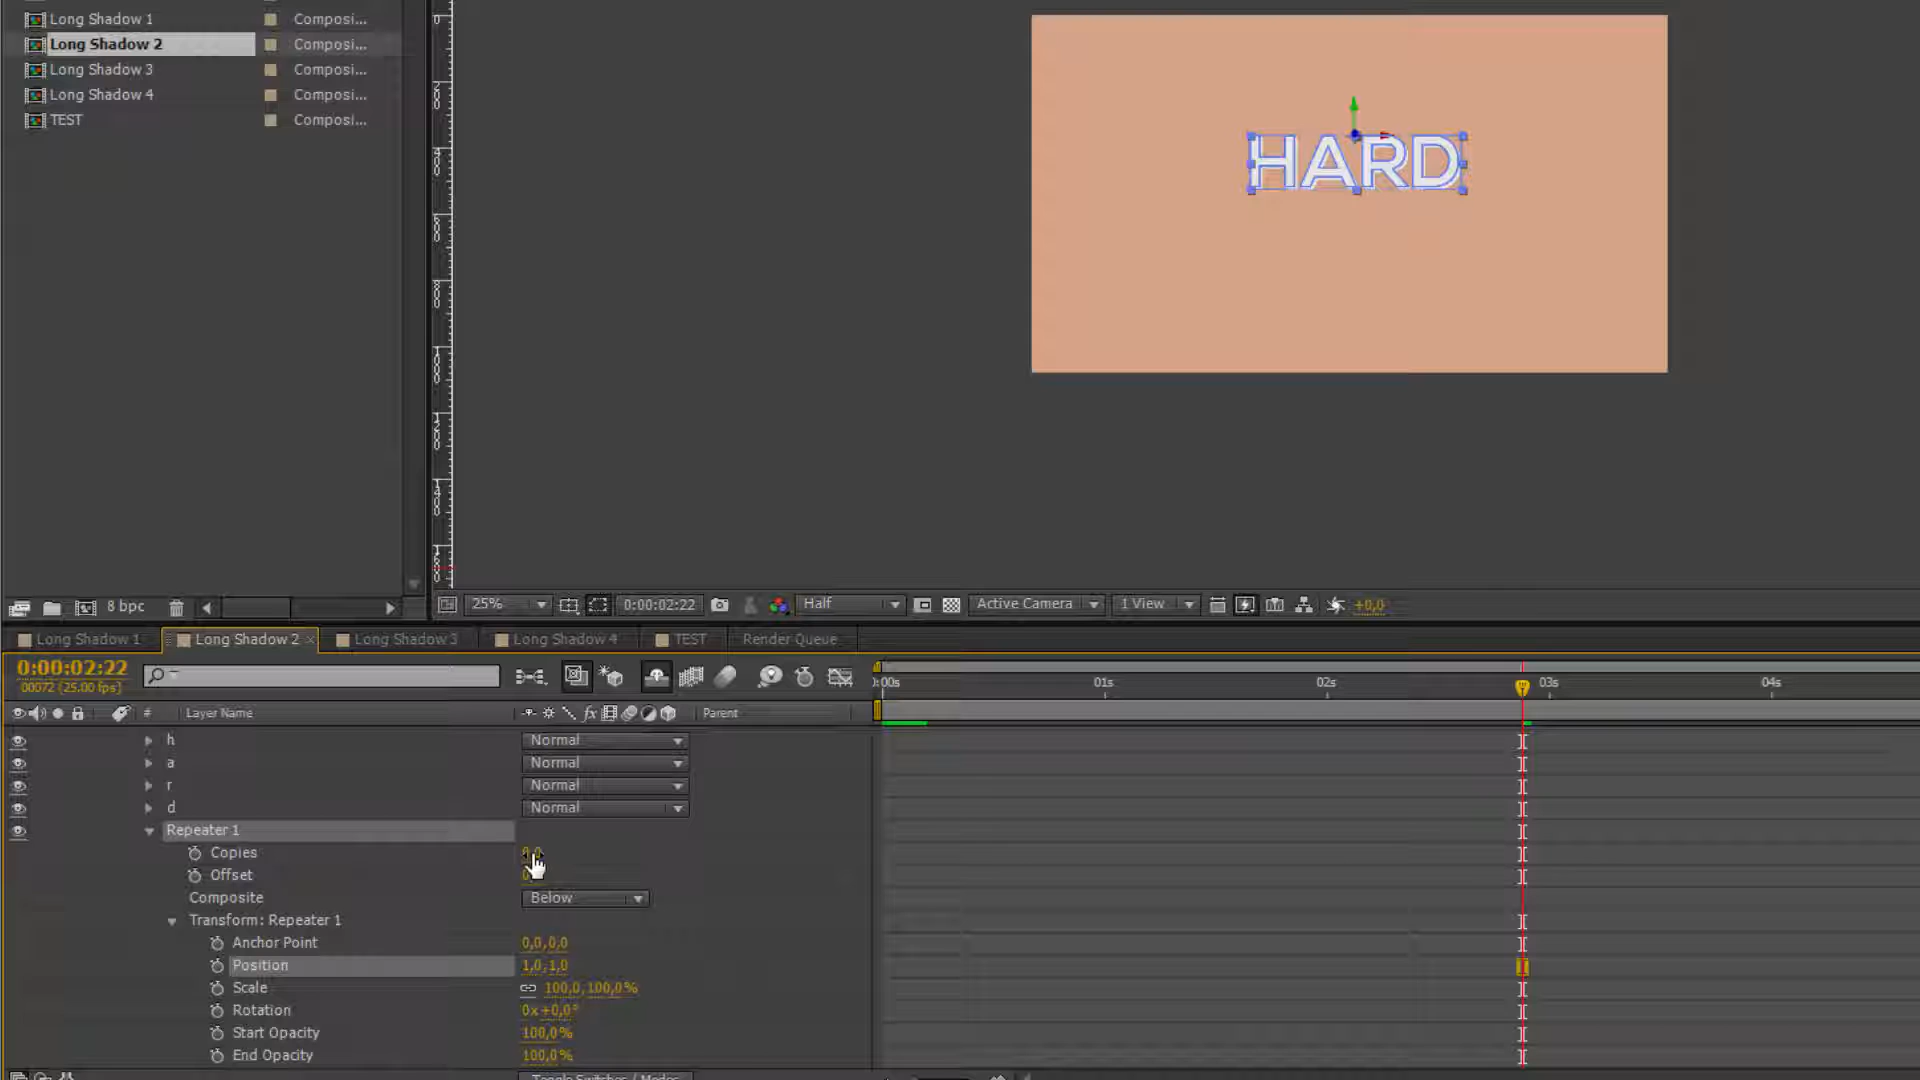 Long Shadow 1 Composi...
Long Shadow 2 Composi...
Long Shadow 3 Composi...
Long Shadow 4 Composi...
TEST Composi...
HARD
8 bpc
25% 0:00:02:22 Half Active Camera 1 View +0,0
Long Shadow 1 Long Shadow 2 × Long Shadow 3 Long Shadow 4 TEST Render Queue
0:00:02:22
00072 (25.00 fps)
:00s 01s 02s 03s 04s
# Layer Name fx Parent
h Normal
a Normal
r Normal
d Normal
Repeater 1
Copies
Offset
Composite Below
Transform: Repeater 1
Anchor Point 0,0,0,0
Position 1,0,1,0
Scale 100,0,100,0%
Rotation 0x+0,0°
Start Opacity 100,0%
End Opacity 100,0%
Toggle Switches / Modes